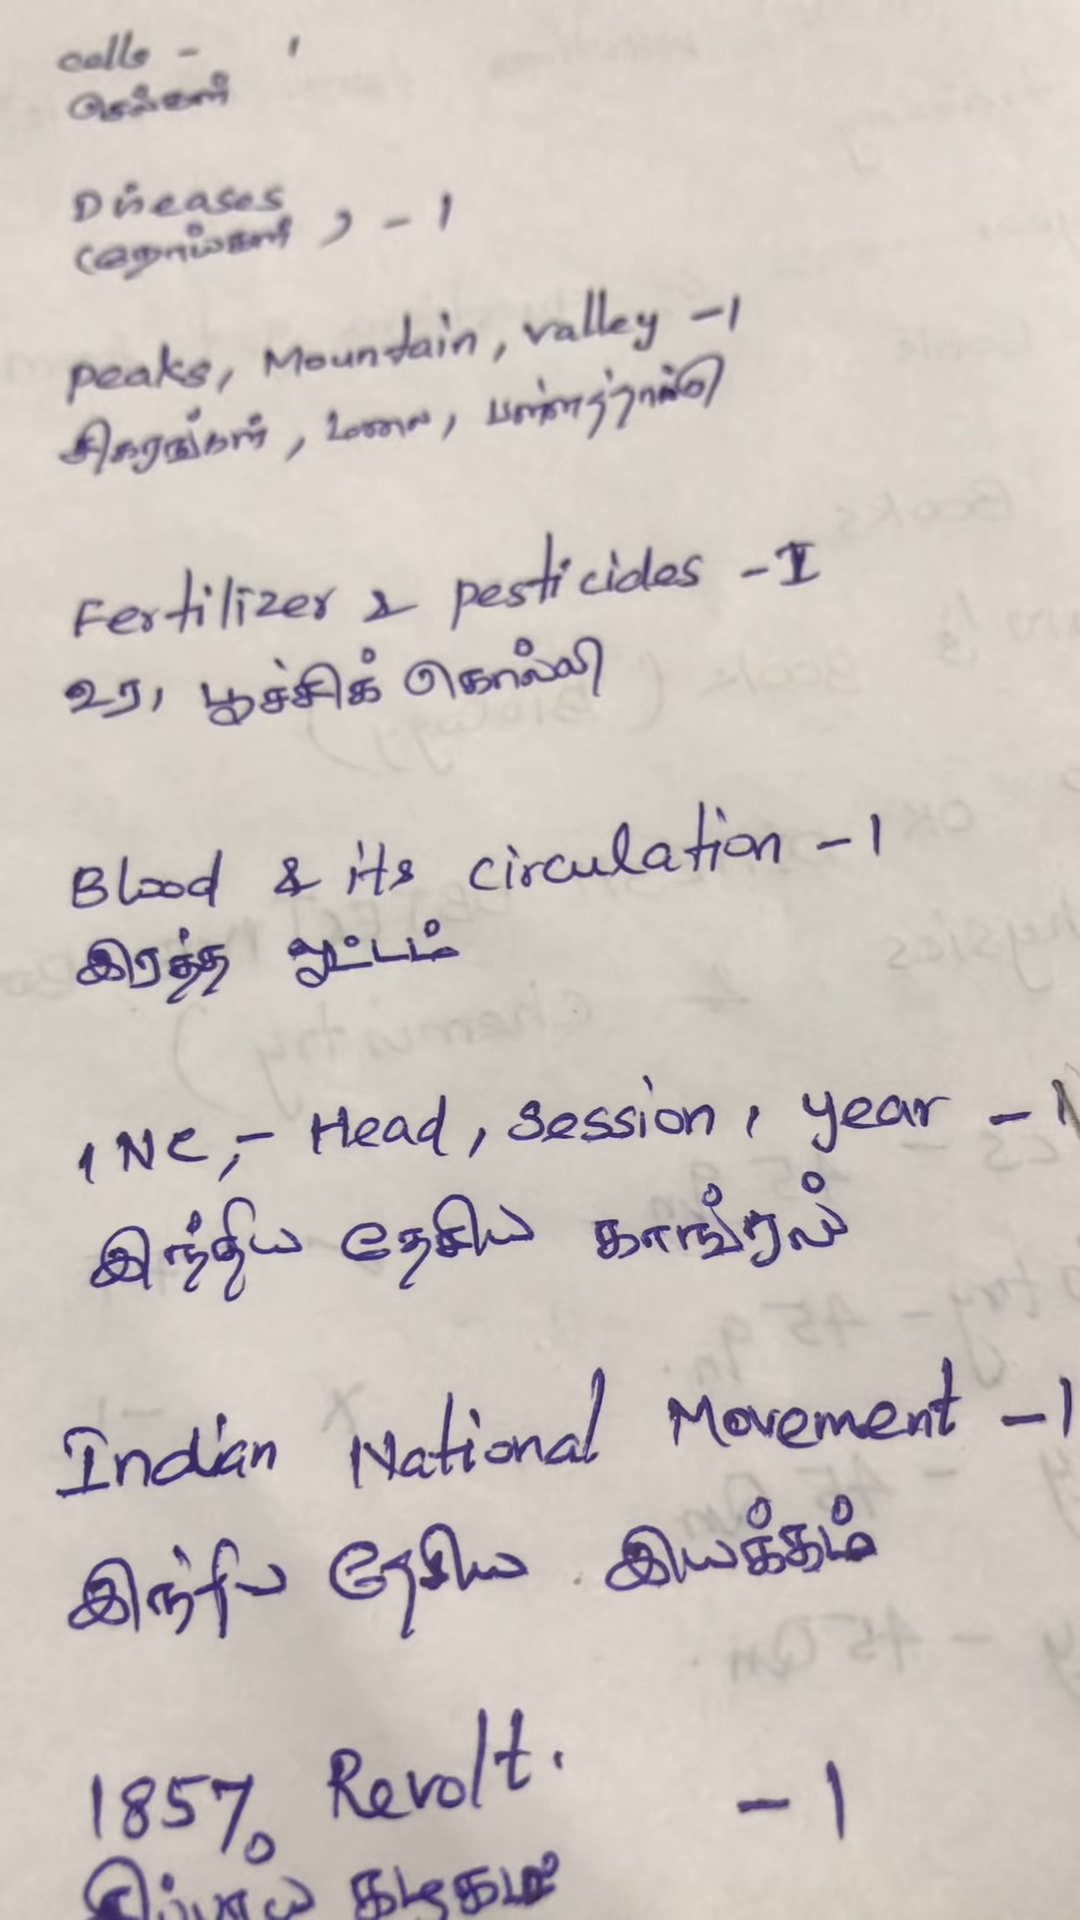 cells - 1
செல்கள்
Diseases
(நோய்கள்) - 1
Peaks, Mountain, valley -1
சிகரங்கள், மலை, பள்ளத்தாக்கு
Fertilizer & pesticides - I
உர, பூச்சிக் கொல்லி
Blood & its circulation - 1
இரத்த ஓட்டம்
INC, - Head, session, year - 1
இந்திய தேசிய காங்ரஸ்
Indian National Movement - 1
இந்திய தேசிய இயக்கம்
1857 Revolt. - 1